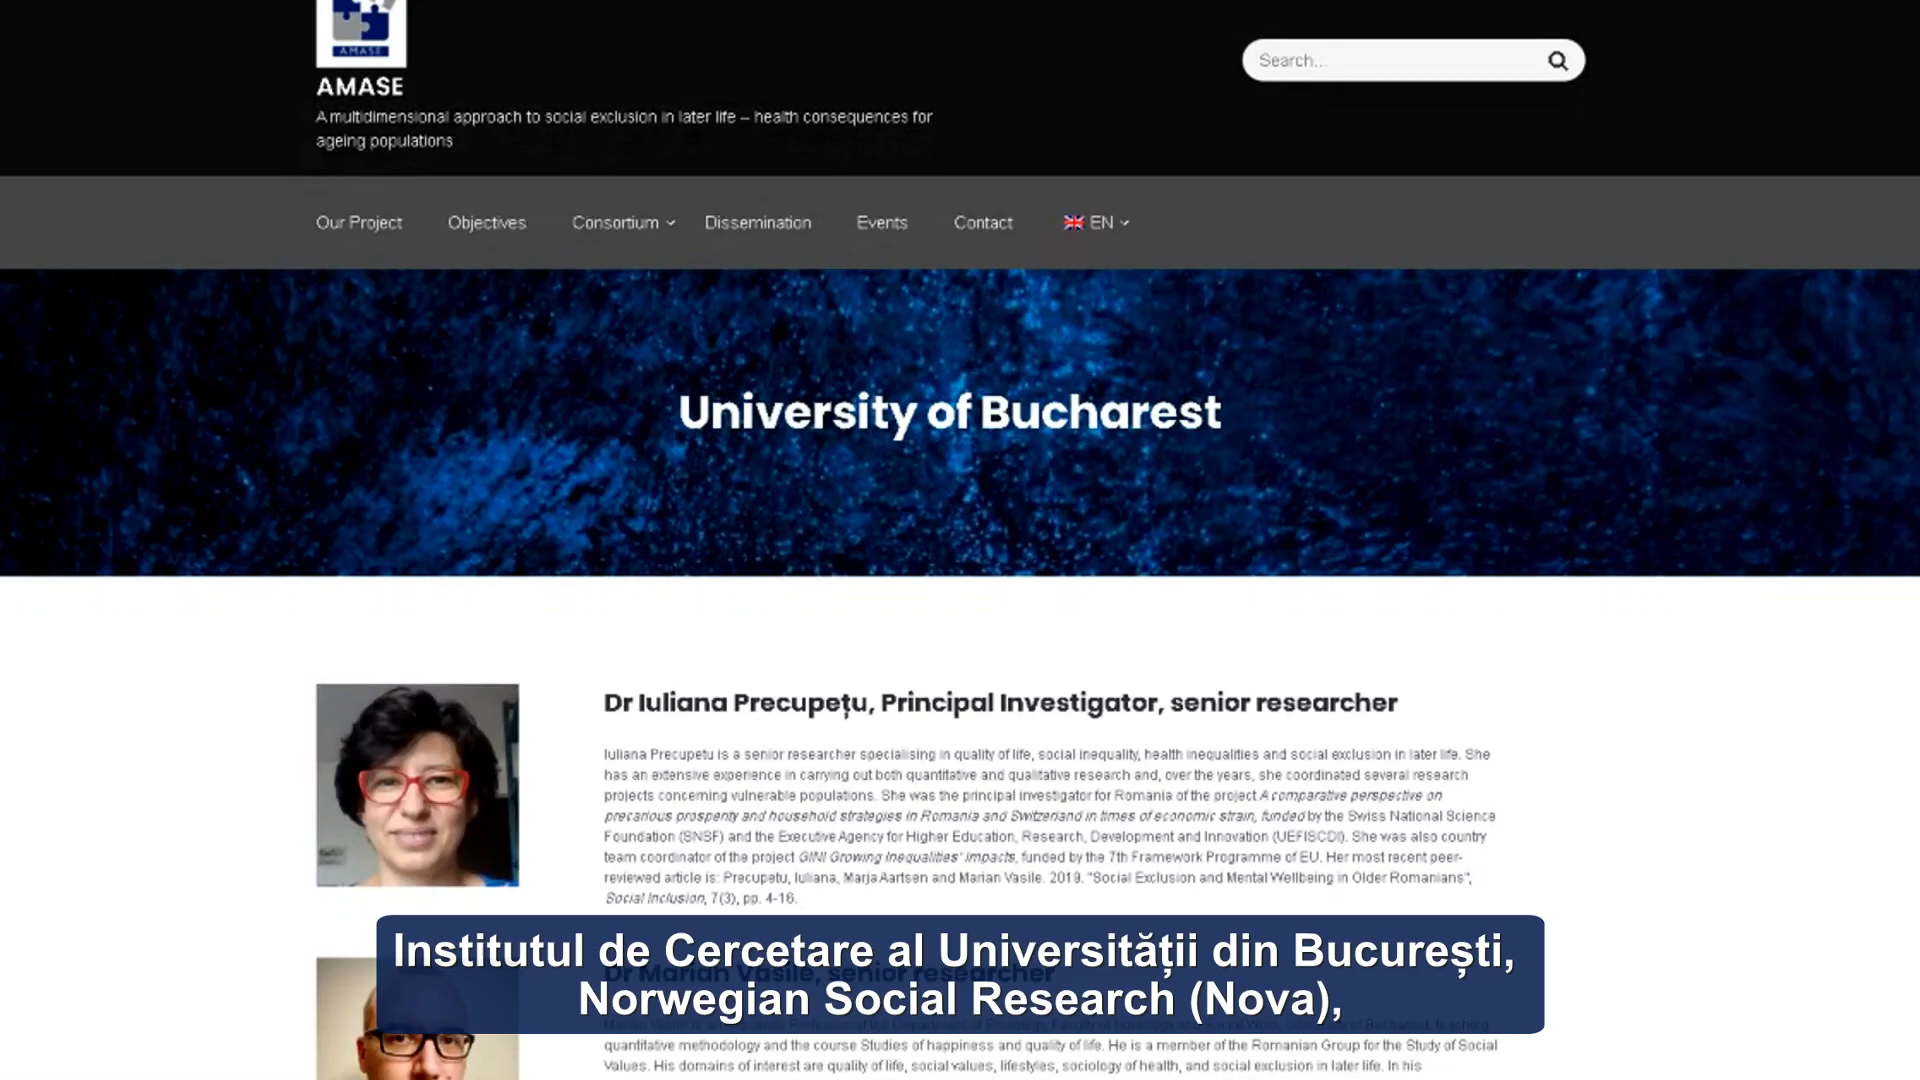 AMASE
AMASE
A multidimensional approach to social exclusion in later life – health consequences for
ageing populations
Search...
Our Project
Objectives
Consortium
Dissemination
Events
Contact
EN
University of Bucharest
Dr Iuliana Precupețu, Principal Investigator, senior researcher
Iuliana Precupetu is a senior researcher specialising in quality of life, social inequality, health inequalities and social exclusion in later life. She
has an extensive experience in carrying out both quantitative and qualitative research and, over the years, she coordinated several research
projects concerning vulnerable populations. She was the principal investigator for Romania of the project A comparative perspective on
precarious prosperity and household strategies in Romania and Switzerland in times of economic strain, funded by the Swiss National Science
Foundation (SNSF) and the Executive Agency for Higher Education, Research, Development and Innovation (UEFISCDI). She was also country
team coordinator of the project GINI Growing Inequalities' Impacts, funded by the 7th Framework Programme of EU. Her most recent peer-
reviewed article is: Precupetu, Iuliana, Marja Aartsen and Marian Vasile. 2019. "Social Exclusion and Mental Wellbeing in Older Romanians",
Social Inclusion, 7(3), pp. 4-16.
Institutul de Cercetare al Universității din București,
Dr Marian Vasile, senior researcher
Norwegian Social Research (Nova),
quantitative methodology and the course Studies of happiness and quality of life. He is a member of the Romanian Group for the Study of Social
Values. His domains of interest are quality of life, social values, lifestyles, sociology of health, and social exclusion in later life. In his